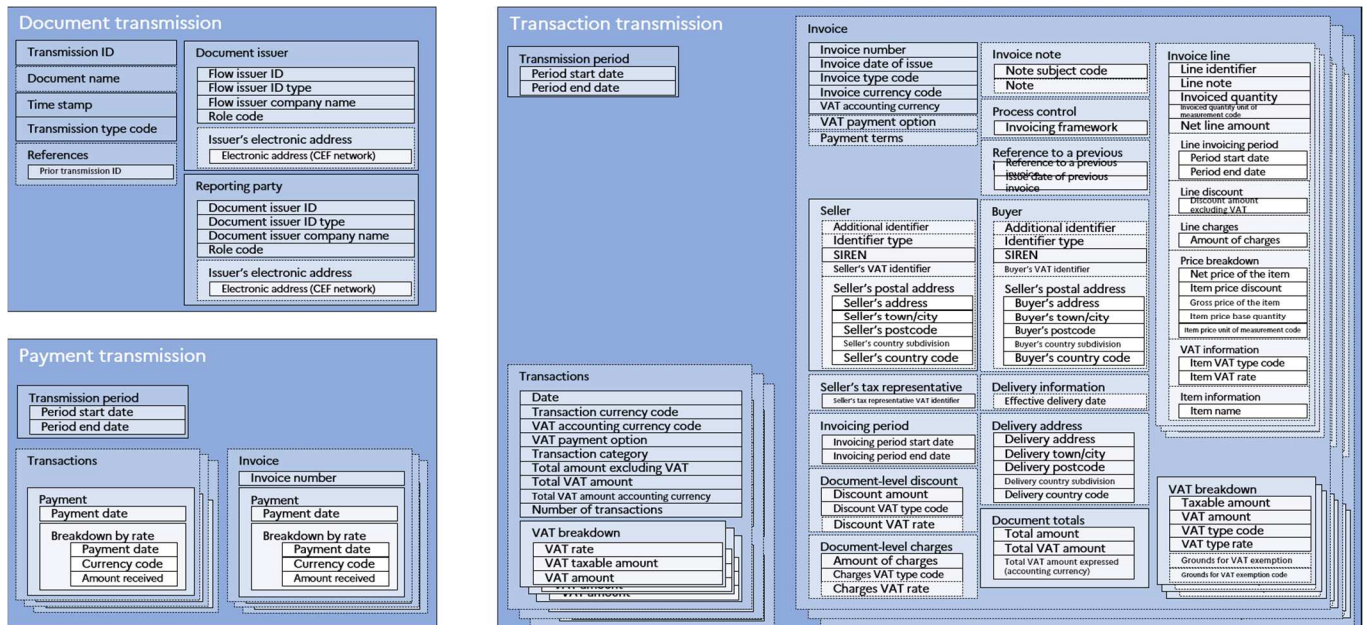 Document transmission
Transmission ID
Document name
Time stamp
Transmission type code
References
Prior transmission ID
Document issuer
Flow issuer ID
Flow issuer ID type
Flow issuer company name
Role code
Issuer's electronic address
Electronic address (CEF network)
Reporting party
Document issuer ID
Document issuer ID type
Document issuer company name
Role code
Issuer's electronic address
Electronic address (CEF network)
Payment transmission
Transmission period
Period start date
Period end date
Transactions
Payment
Payment date
Breakdown by rate
Payment date
Currency code
Amount received
Invoice
Invoice number
Payment
Payment date
Breakdown by rate
Payment date
Currency code
Amount received
Transaction transmission
Transmission period
Period start date
Period end date
Transactions
Date
Transaction currency code
VAT accounting currency code
VAT payment option
Transaction category
Total amount excluding VAT
Total VAT amount
Total VAT amount accounting currency
Number of transactions
VAT breakdown
VAT rate
VAT taxable amount
VAT amount
VAT amount
Invoice
Invoice number
Invoice date of issue
Invoice type code
Invoice currency code
VAT accounting currency
VAT payment option
Payment terms
Seller
Additional identifier
Identifier type
SIREN
Seller's VAT identifier
Seller's postal address
Seller's address
Seller's town/city
Seller's postcode
Seller's country subdivision
Seller's country code
Seller's tax representative
Seller's tax representative VAT identifier
Invoicing period
Invoicing period start date
Invoicing period end date
Document-level discount
Discount amount
Discount VAT type code
Discount VAT rate
Document-level charges
Amount of charges
Charges VAT type code
Charges VAT rate
Invoice note
Note subject code
Note
Process control
Invoicing framework
Reference to a previous
Reference to a previous
invoice
Issue date of previous
invoice
Buyer
Additional identifier
Identifier type
SIREN
Buyer's VAT identifier
Seller's postal address
Buyer's address
Buyer's town/city
Buyer's postcode
Buyer's country subdivision
Buyer's country code
Delivery information
Effective delivery date
Delivery address
Delivery address
Delivery town/city
Delivery postcode
Delivery country subdivision
Delivery country code
Document totals
Total amount
Total VAT amount
Total VAT amount expressed
(accounting currency)
Invoice line
Line identifier
Line note
Invoiced quantity
Invoiced quantity unit of
measurement code
Net line amount
Line invoicing period
Period start date
Period end date
Line discount
Discount amount
excluding VAT
Line charges
Amount of charges
Price breakdown
Net price of the item
Item price discount
Gross price of the item
Item price base quantity
Item price unit of measurement code
VAT information
Item VAT type code
Item VAT rate
Item information
Item name
VAT breakdown
Taxable amount
VAT amount
VAT type code
VAT type rate
Grounds for VAT exemption
Grounds for VAT exemption code